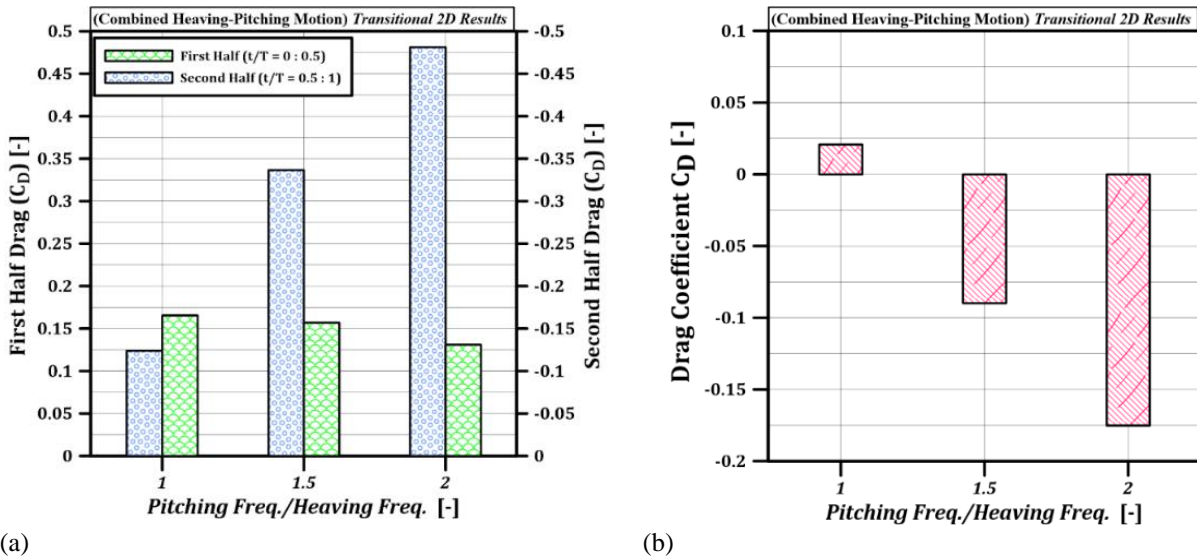 (Combined Heaving-Pitching Motion) Transitional 2D Results
First Half (t/T = 0 : 0.5)
Second Half (t/T = 0.5 : 1)
0.5
0.45
0.4
0.35
0.3
0.25
0.2
0.15
0.1
0.05
0
First Half Drag (C_D) [-]
-0.5
-0.45
-0.4
-0.35
-0.3
-0.25
-0.2
-0.15
-0.1
-0.05
0
Second Half Drag (C_D) [-]
1 1.5 2
Pitching Freq./Heaving Freq. [-]
(a)
(Combined Heaving-Pitching Motion) Transitional 2D Results
0.1
0.05
0
-0.05
-0.1
-0.15
-0.2
Drag Coefficient C_D [-]
1 1.5 2
Pitching Freq./Heaving Freq. [-]
(b)